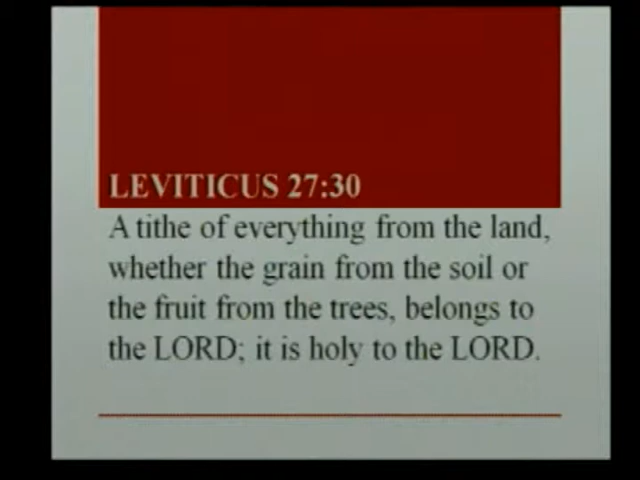 LEVITICUS 27:30
A tithe of everything from the land,
whether the grain from the soil or
the fruit from the trees, belongs to
the LORD; it is holy to the LORD.